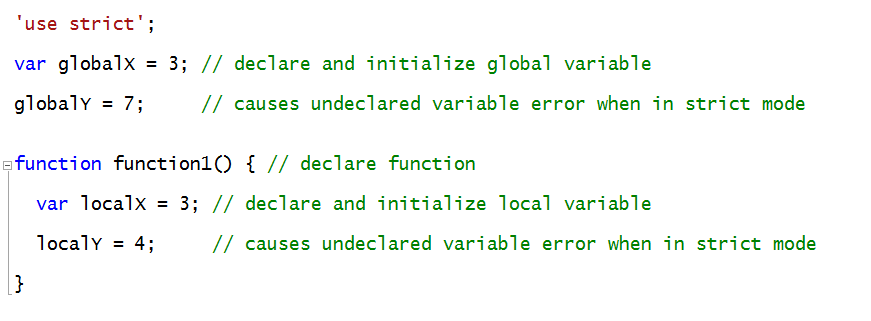 'use strict';
var globalX = 3; // declare and initialize global variable
globalY = 7;     // causes undeclared variable error when in strict mode
function function1() { // declare function
  var localX = 3; // declare and initialize local variable
  localY = 4;     // causes undeclared variable error when in strict mode
}